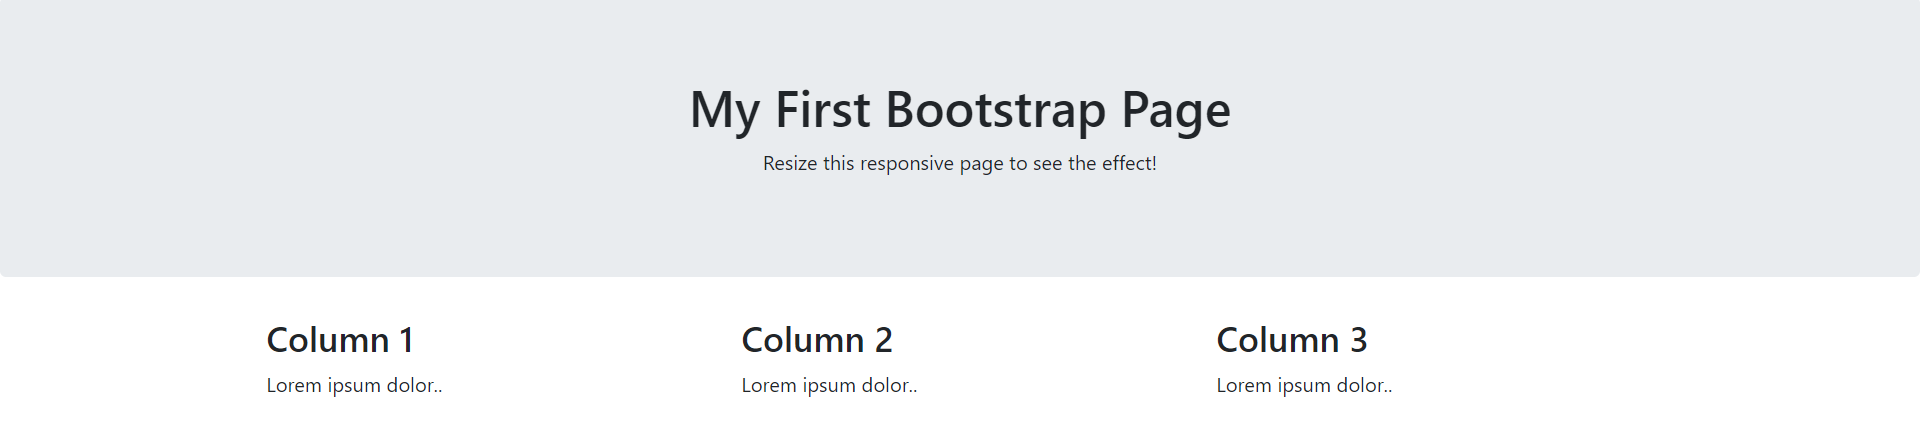 My First Bootstrap Page
Resize this responsive page to see the effect!
Column 1
Lorem ipsum dolor..
Column 2
Lorem ipsum dolor..
Column 3
Lorem ipsum dolor..